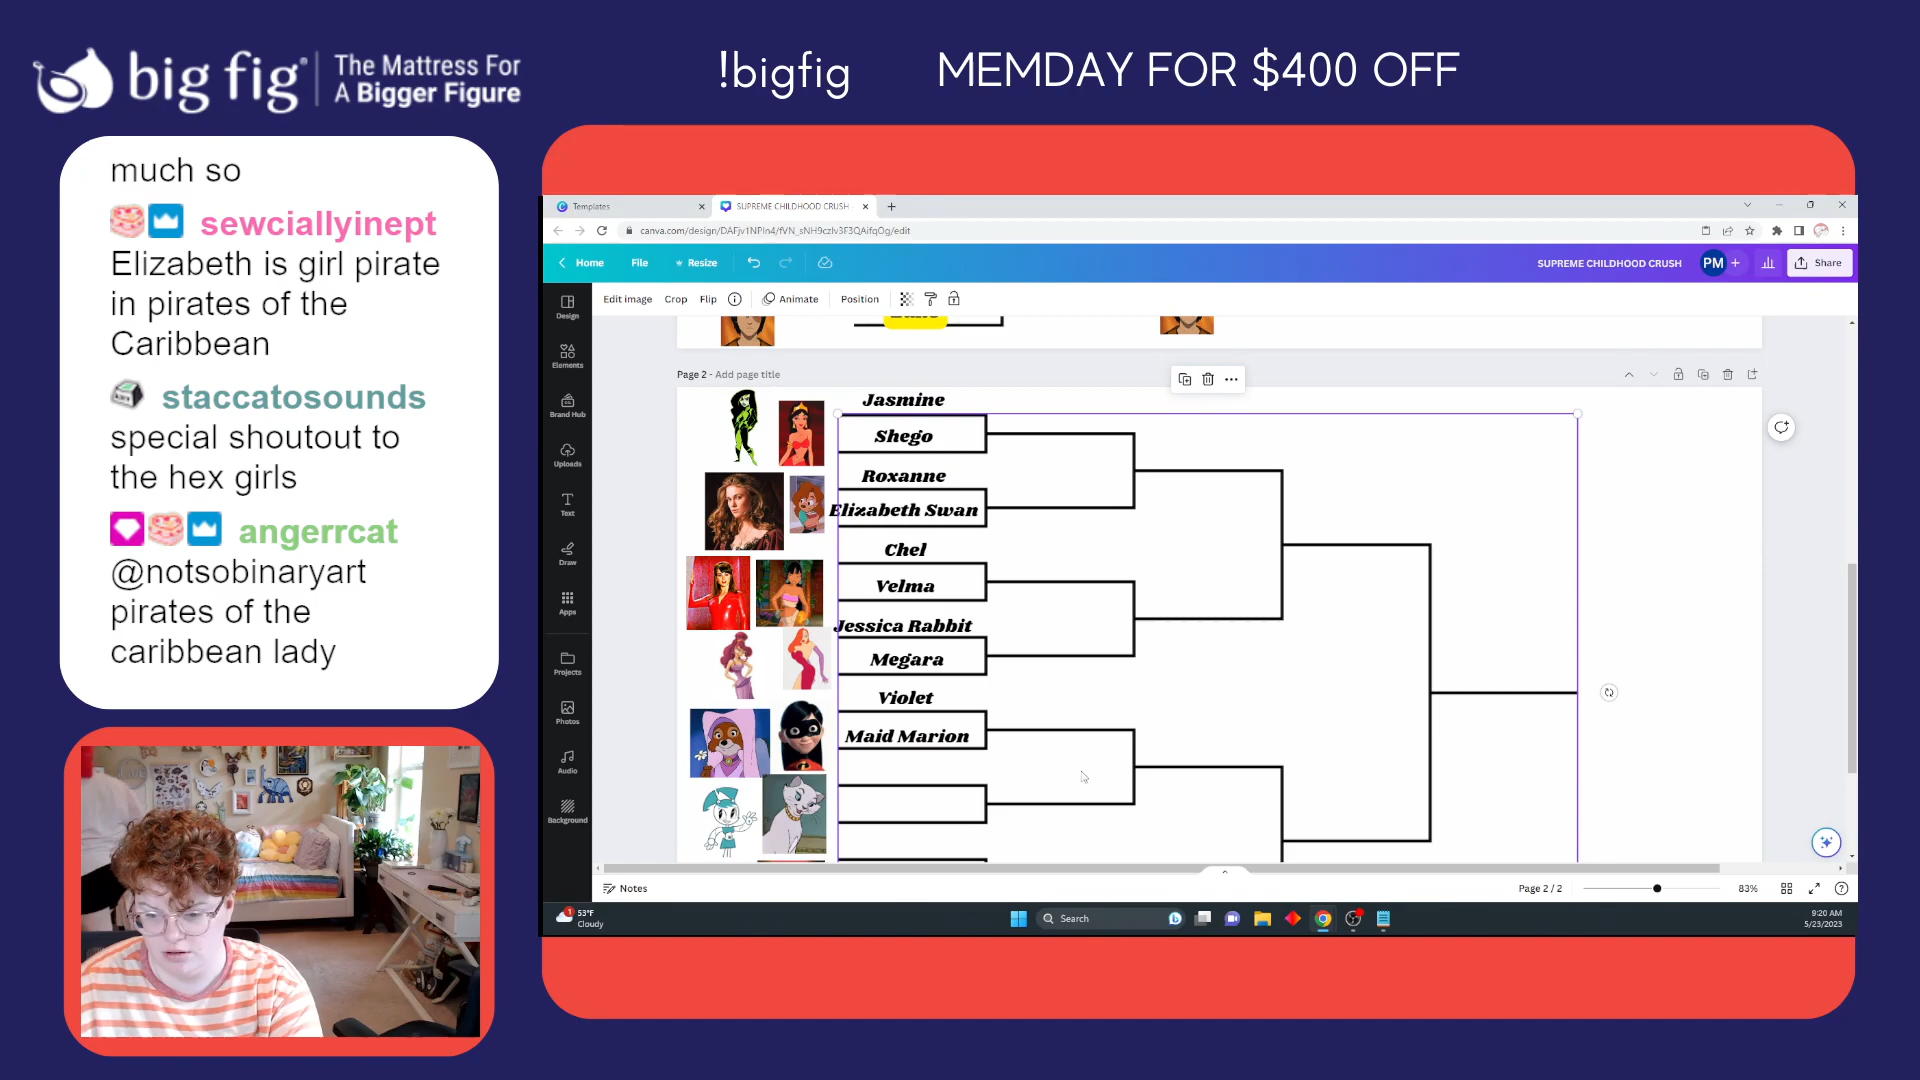 big fig
The Mattress For
A Bigger Figure
!bigfig
MEMDAY FOR $400 OFF
much so
sewciallyinept
Elizabeth is girl pirate
in pirates of the
Caribbean
staccatosounds
special shoutout to
the hex girls
angerrcat
@notsobinaryart
pirates of the
caribbean lady
Templates
SUPREME CHILDHOOD CRUSH
Home
File
Resize
SUPREME CHILDHOOD CRUSH
PM
Share
Edit image
Crop
Flip
Animate
Position
Design
Elements
Brand Hub
Uploads
Text
Draw
Apps
Projects
Photos
Audio
Background
Page 2 - Add page title
Jasmine
Shego
Roxanne
Elizabeth Swan
Chel
Velma
Jessica Rabbit
Megara
Violet
Maid Marion
Notes
Page 2 / 2
83%
1
53°F
Cloudy
Search
9:20 AM
5/23/2023